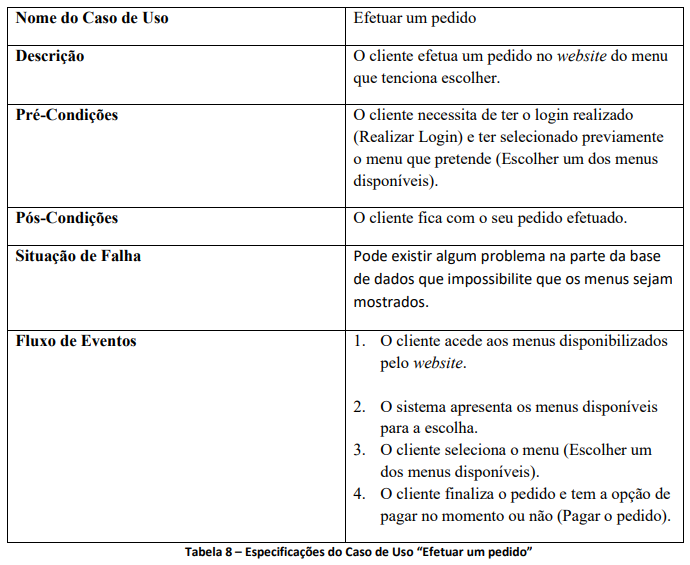 Nome do Caso de Uso
Efetuar um pedido
Descrição
O cliente efetua um pedido no website do menu
que tenciona escolher.
Pré-Condições
O cliente necessita de ter o login realizado
(Realizar Login) e ter selecionado previamente
o menu que pretende (Escolher um dos menus
disponíveis).
Pós-Condições
O cliente fica com o seu pedido efetuado.
Situação de Falha
Pode existir algum problema na parte da base
de dados que impossibilite que os menus sejam
mostrados.
Fluxo de Eventos
1. O cliente acede aos menus disponibilizados
pelo website.
2. O sistema apresenta os menus disponíveis
para a escolha.
3. O cliente seleciona o menu (Escolher um
dos menus disponíveis).
4. O cliente finaliza o pedido e tem a opção de
pagar no momento ou não (Pagar o pedido).
Tabela 8 – Especificações do Caso de Uso “Efetuar um pedido”